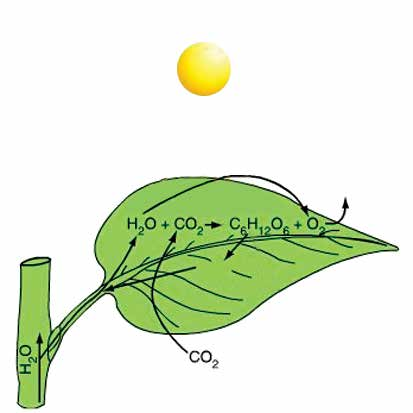 H₂O + CO₂ → C₆H₁₂O₆ + O₂
H₂O
CO₂